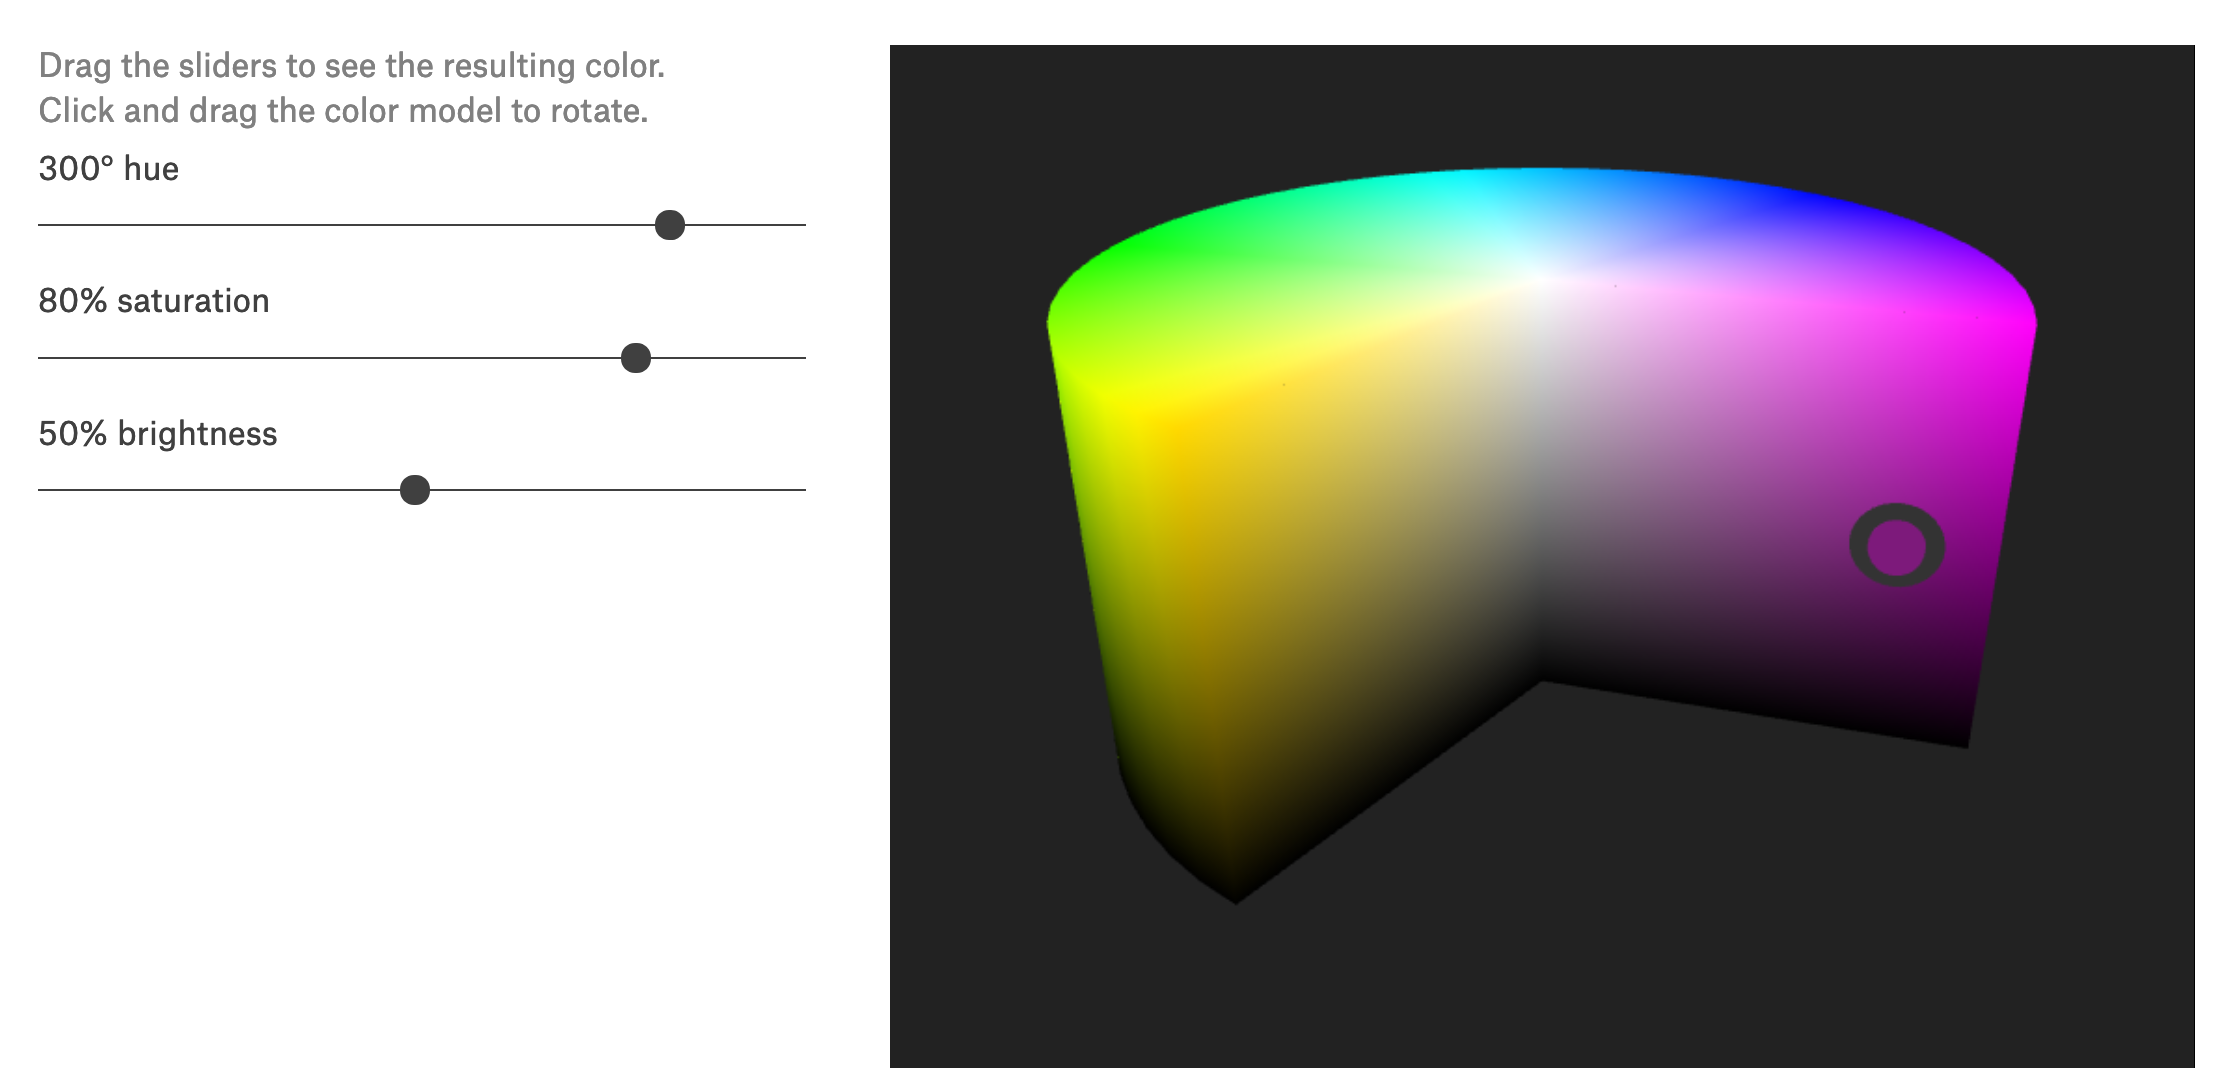 Drag the sliders to see the resulting color.
Click and drag the color model to rotate.
300° hue
80% saturation
50% brightness